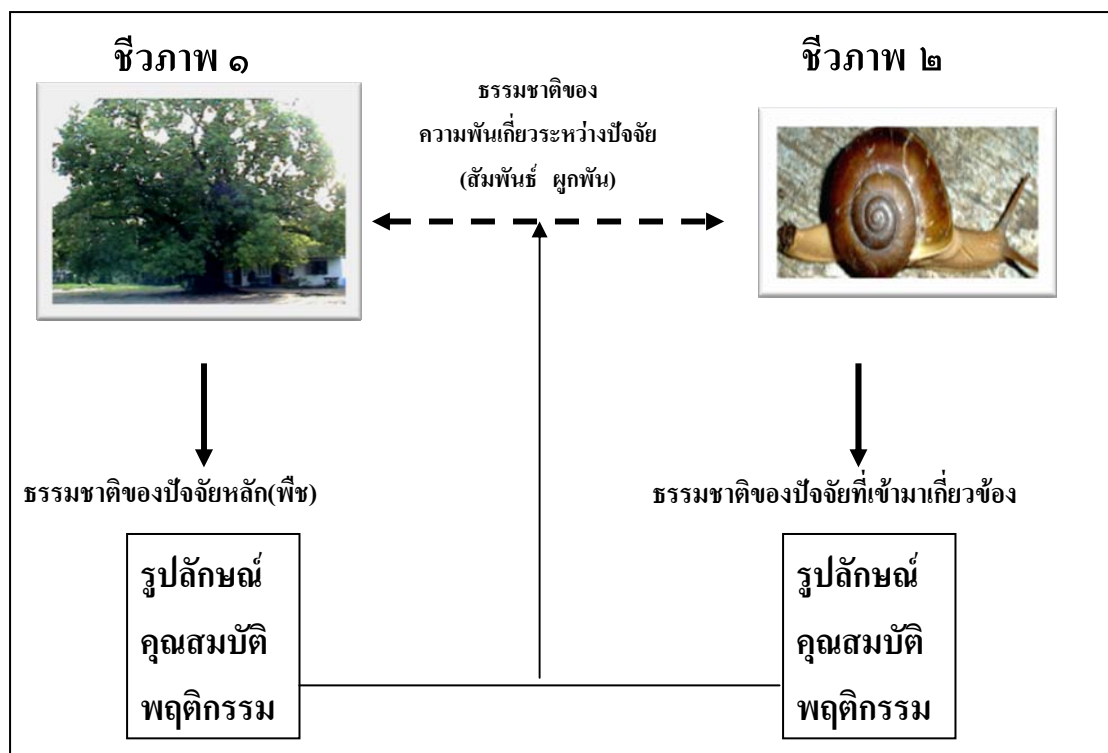 ชีวภาพ ๑
ชีวภาพ ๒
ธรรมชาติของ
ความพันเกี่ยวระหว่างปัจจัย
(สัมพันธ์ ผูกพัน)
ธรรมชาติของปัจจัยหลัก(พืช)
ธรรมชาติของปัจจัยที่เข้ามาเกี่ยวข้อง
รูปลักษณ์
คุณสมบัติ
พฤติกรรม
รูปลักษณ์
คุณสมบัติ
พฤติกรรม